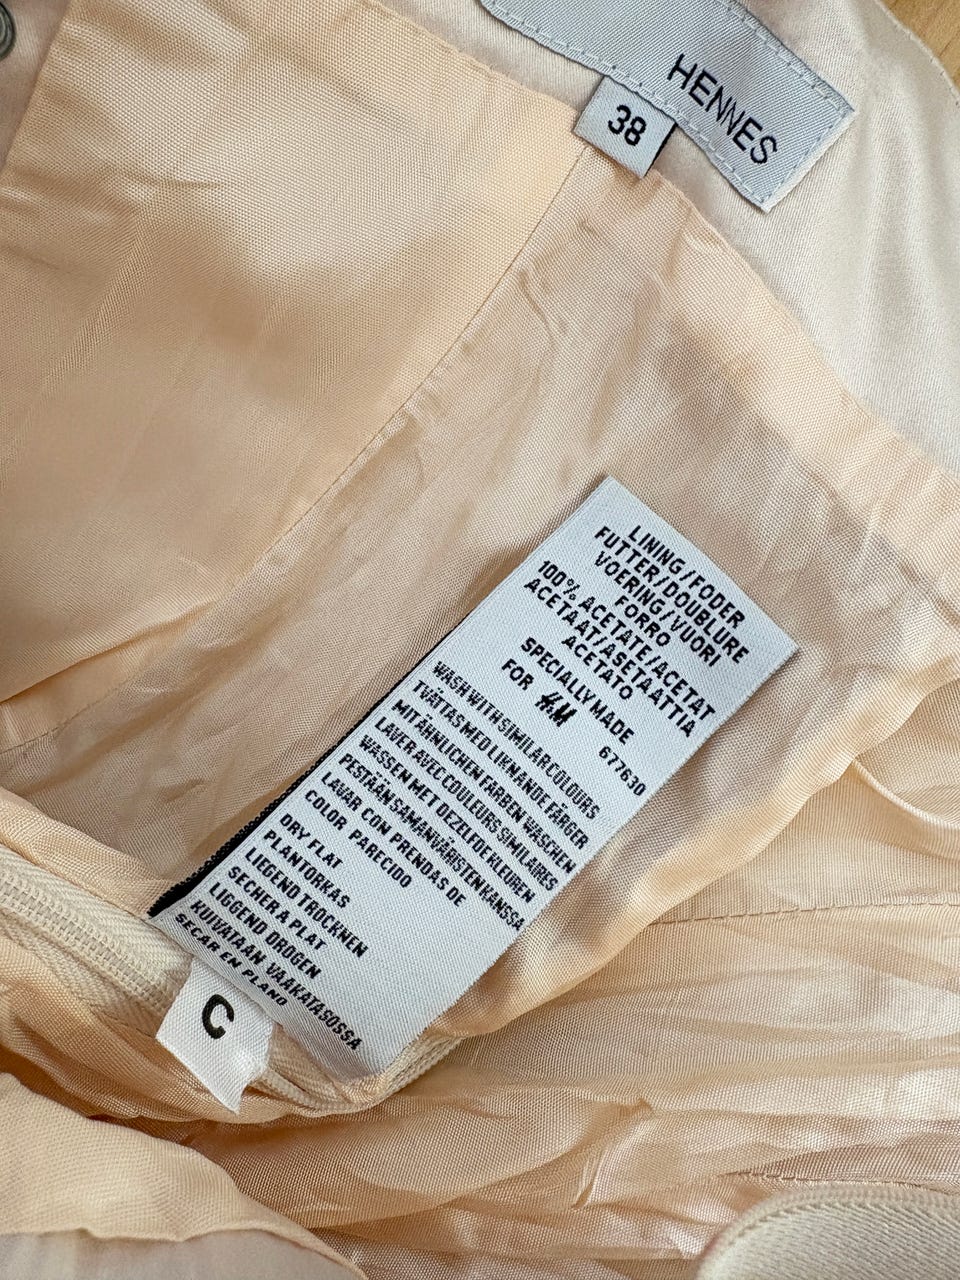 HENNES
38
LINING/FODER
FUTTER/DOUBLURE
VOERING/VUORI
FORRO
100% ACETATE/ACETAT
ACETAAT/ASETAATTIA
ACETATO
SPECIALLY MADE
FOR H&M
677630
WASH WITH SIMILAR COLOURS
TVÄTTAS MED LIKNANDE FÄRGER
MIT ÄHNLICHEN FARBEN WASCHEN
LAVER AVEC COULEURS SIMILAIRES
WASSEN MET DEZELFDE KLEUREN
PESTÄÄN SAMANVÄRISTEN KANSSA
LAVAR CON PRENDAS DE
COLOR PARECIDO
DRY FLAT
PLANTORKAS
LIEGEND TROCKNEN
SECHER A PLAT
LIGGEND DROGEN
KUIVATAAN VAAKATASOSSA
SECAR EN PLANO
C